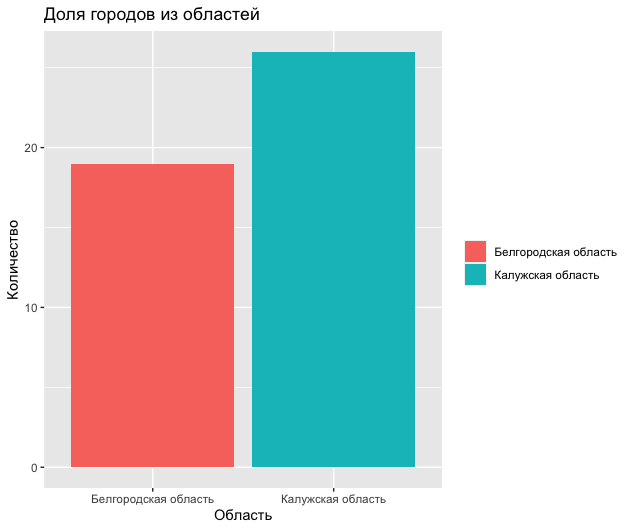 Доля городов из областей
Количество
20
10
0
Белгородская область
Калужская область
Область
Белгородская область
Калужская область